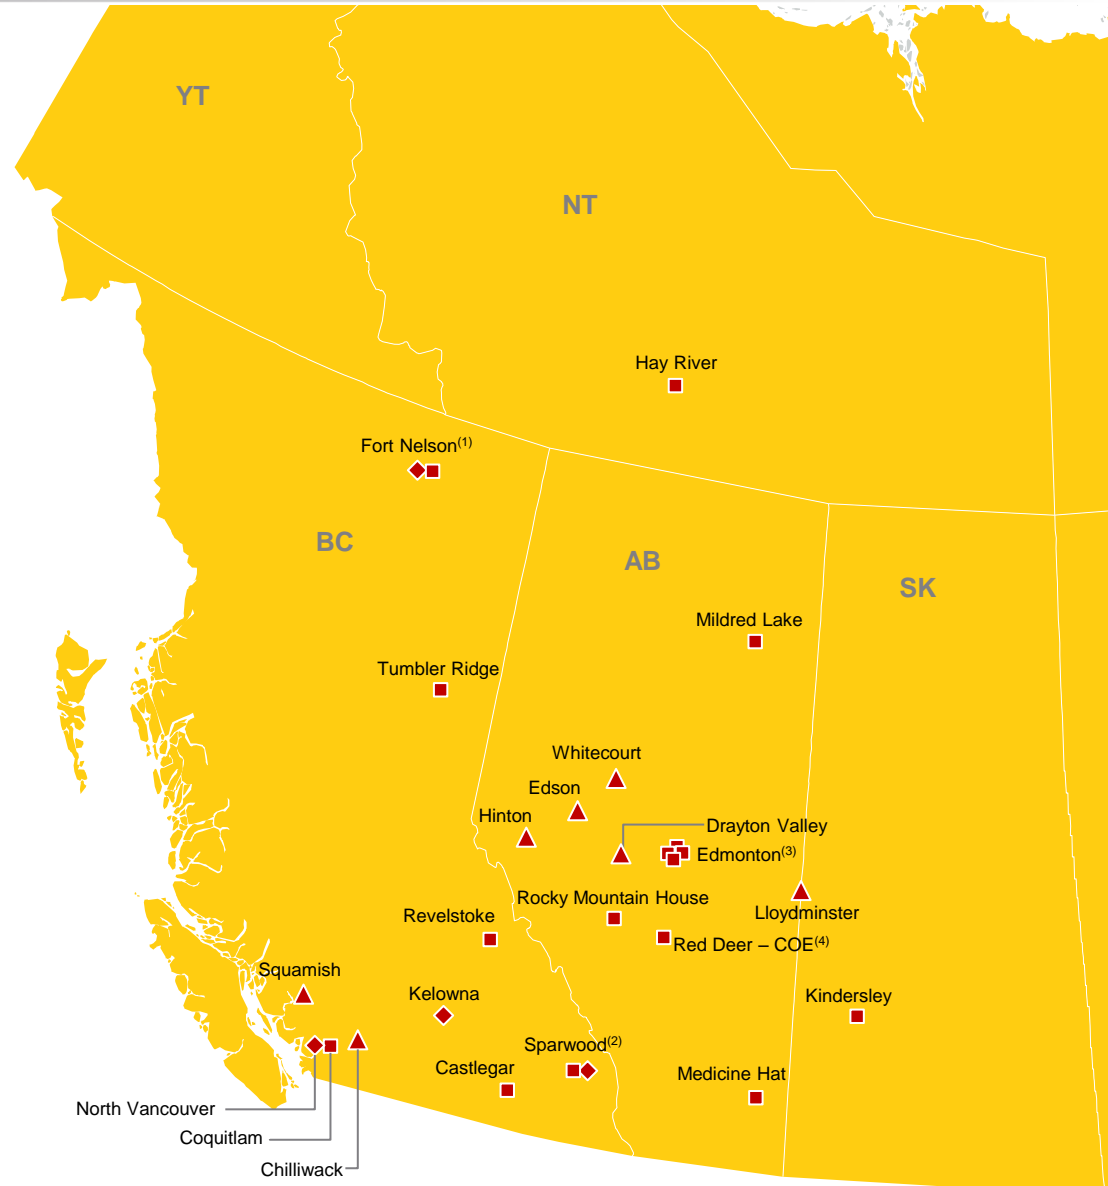 YT
NT
Hay River
Fort Nelson(1)
BC
AB
SK
Mildred Lake
Tumbler Ridge
Whitecourt
Edson
Hinton
Drayton Valley
Edmonton(3)
Rocky Mountain House
Lloydminster
Revelstoke
Red Deer – COE(4)
Squamish
Kelowna
Kindersley
Sparwood(2)
Castlegar
Medicine Hat
North Vancouver
Coquitlam
Chilliwack